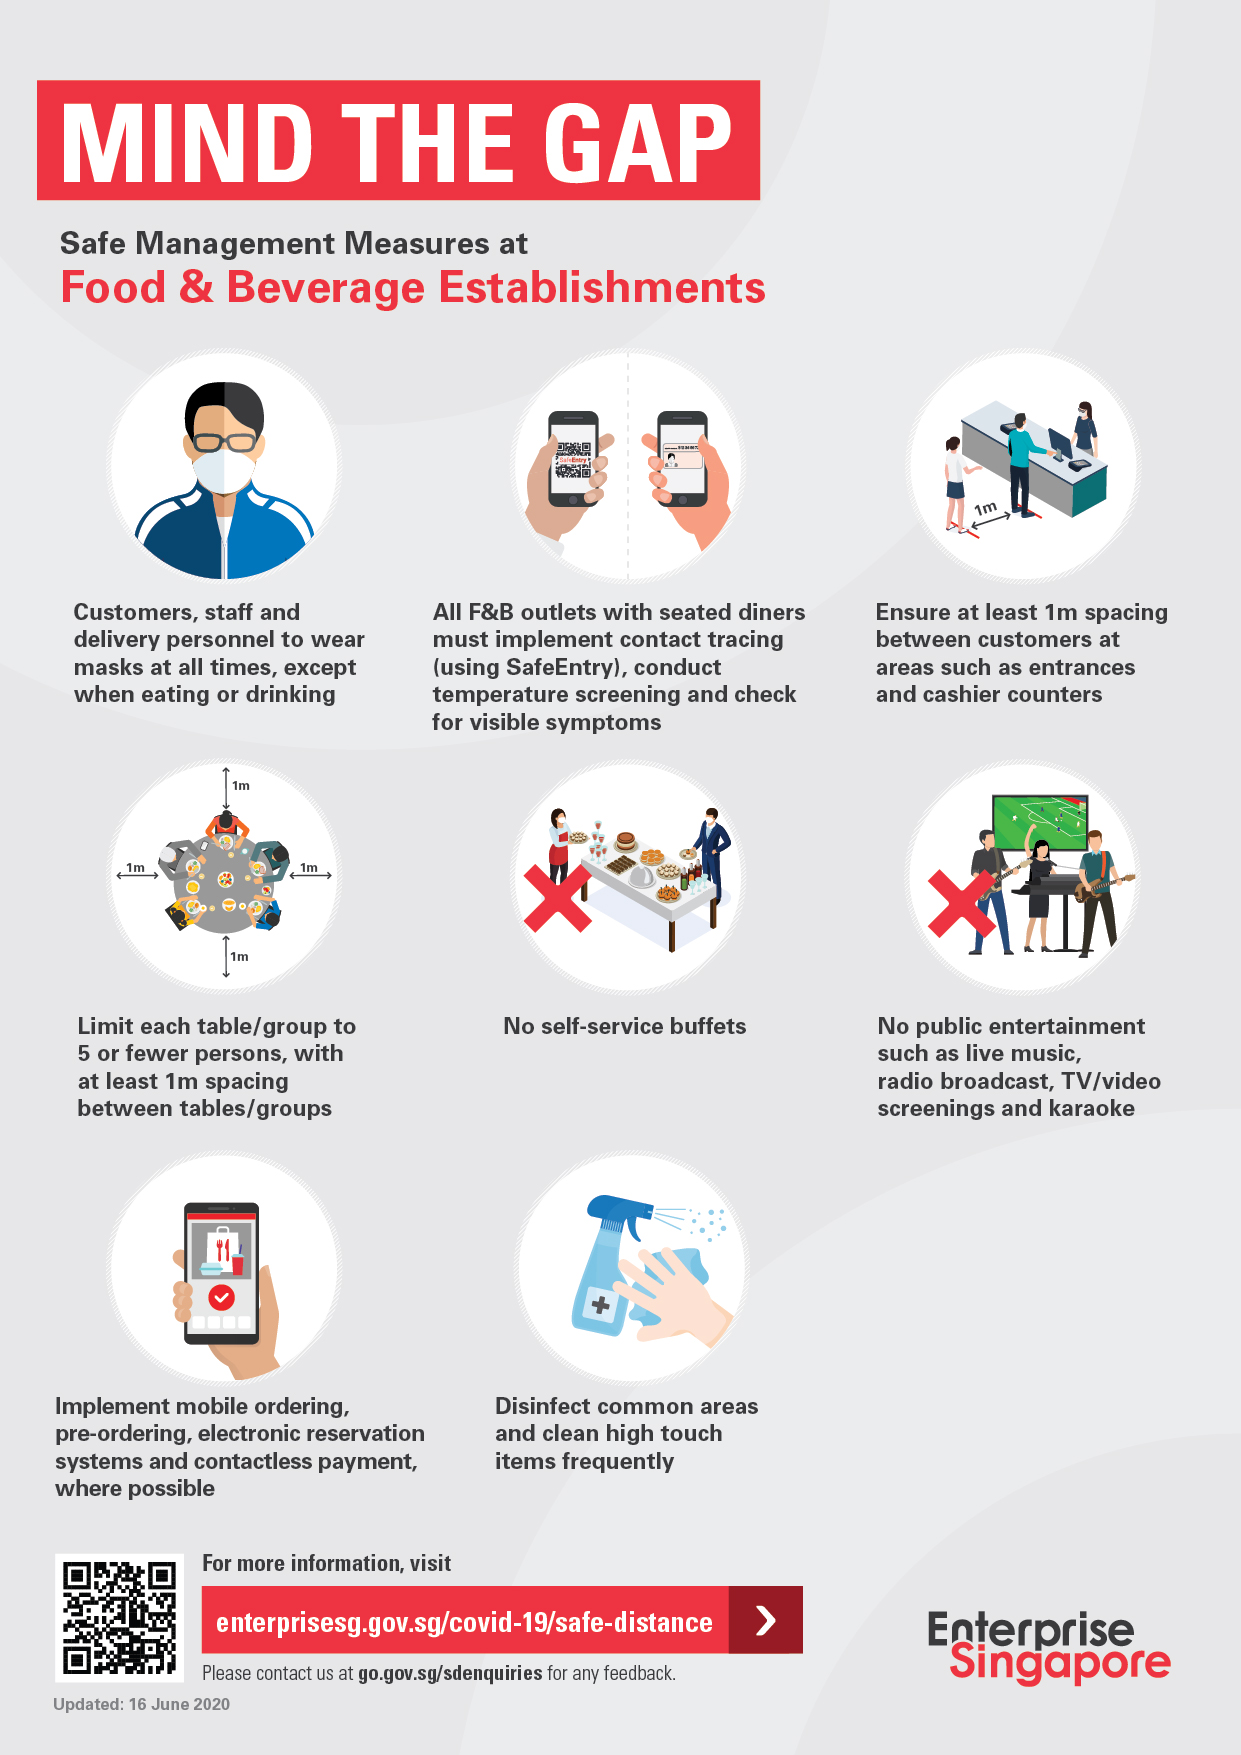 MIND THE GAP
Safe Management Measures at
Food & Beverage Establishments
SafeEntry
1m
Customers, staff and
delivery personnel to wear
masks at all times, except
when eating or drinking
All F&B outlets with seated diners
must implement contact tracing
(using SafeEntry), conduct
temperature screening and check
for visible symptoms
Ensure at least 1m spacing
between customers at
areas such as entrances
and cashier counters
1m
1m
1m
1m
Limit each table/group to
5 or fewer persons, with
at least 1m spacing
between tables/groups
No self-service buffets
No public entertainment
such as live music,
radio broadcast, TV/video
screenings and karaoke
Implement mobile ordering,
pre-ordering, electronic reservation
systems and contactless payment,
where possible
Disinfect common areas
and clean high touch
items frequently
For more information, visit
enterprisesg.gov.sg/covid-19/safe-distance
Please contact us at go.gov.sg/sdenquiries for any feedback.
Updated: 16 June 2020
Enterprise
Singapore